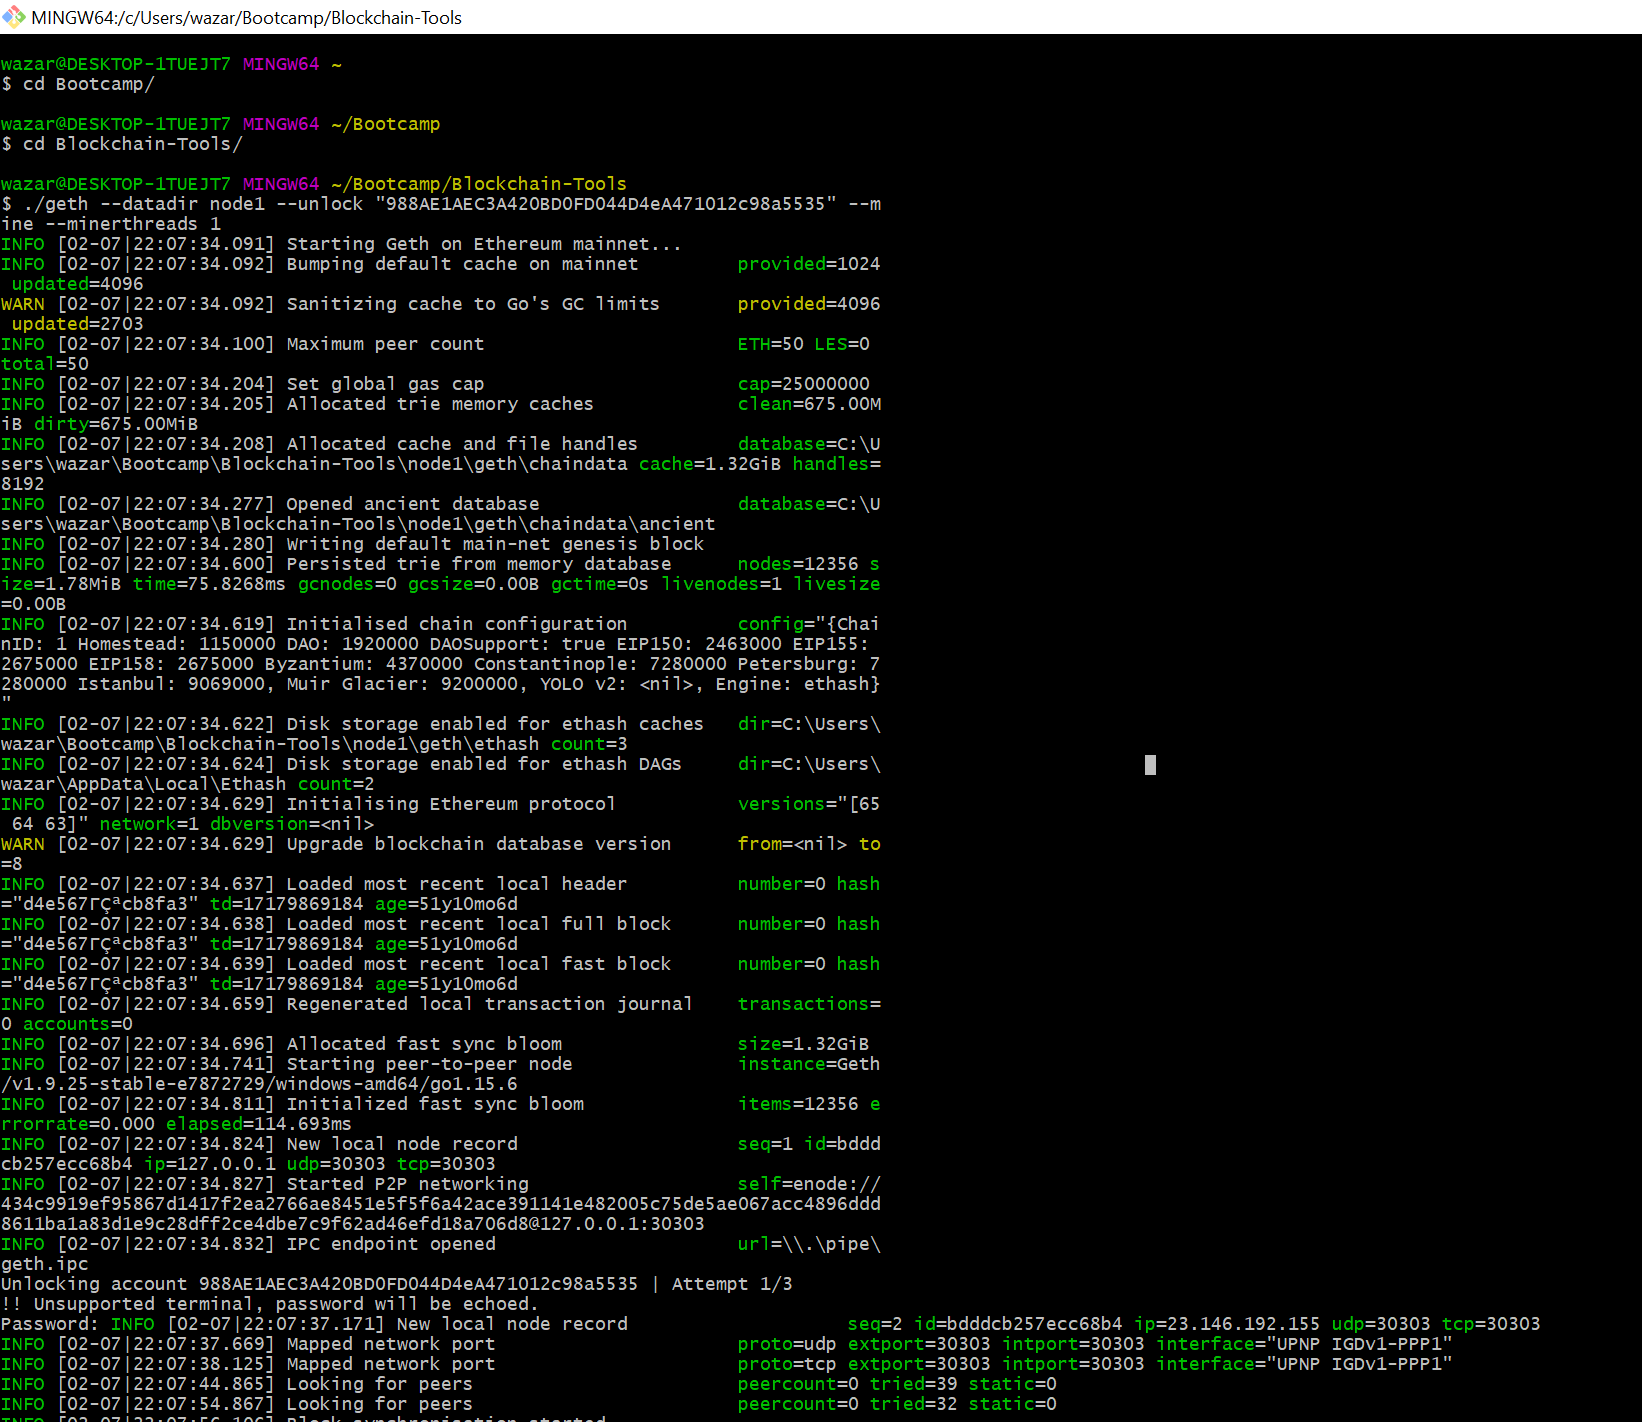 MINGW64:/c/Users/wazar/Bootcamp/Blockchain-Tools
wazar@DESKTOP-1TUEJT7 MINGW64 ~
$ cd Bootcamp/
wazar@DESKTOP-1TUEJT7 MINGW64 ~/Bootcamp
$ cd Blockchain-Tools/
wazar@DESKTOP-1TUEJT7 MINGW64 ~/Bootcamp/Blockchain-Tools
$ ./geth --datadir node1 --unlock "988AE1AEC3A420BD0FD044D4eA471012c98a5535" --m
ine --minerthreads 1
INFO [02-07|22:07:34.091] Starting Geth on Ethereum mainnet...
INFO [02-07|22:07:34.092] Bumping default cache on mainnet         provided=1024
 updated=4096
WARN [02-07|22:07:34.092] Sanitizing cache to Go's GC limits       provided=4096
 updated=2703
INFO [02-07|22:07:34.100] Maximum peer count                       ETH=50 LES=0
total=50
INFO [02-07|22:07:34.204] Set global gas cap                       cap=25000000
INFO [02-07|22:07:34.205] Allocated trie memory caches             clean=675.00M
iB dirty=675.00MiB
INFO [02-07|22:07:34.208] Allocated cache and file handles         database=C:\U
sers\wazar\Bootcamp\Blockchain-Tools\node1\geth\chaindata cache=1.32GiB handles=
8192
INFO [02-07|22:07:34.277] Opened ancient database                  database=C:\U
sers\wazar\Bootcamp\Blockchain-Tools\node1\geth\chaindata\ancient
INFO [02-07|22:07:34.280] Writing default main-net genesis block
INFO [02-07|22:07:34.600] Persisted trie from memory database      nodes=12356 s
ize=1.78MiB time=75.8268ms gcnodes=0 gcsize=0.00B gctime=0s livenodes=1 livesize
=0.00B
INFO [02-07|22:07:34.619] Initialised chain configuration          config="{Chai
nID: 1 Homestead: 1150000 DAO: 1920000 DAOSupport: true EIP150: 2463000 EIP155:
2675000 EIP158: 2675000 Byzantium: 4370000 Constantinople: 7280000 Petersburg: 7
280000 Istanbul: 9069000, Muir Glacier: 9200000, YOLO v2: <nil>, Engine: ethash}
"
INFO [02-07|22:07:34.622] Disk storage enabled for ethash caches   dir=C:\Users\
wazar\Bootcamp\Blockchain-Tools\node1\geth\ethash count=3
INFO [02-07|22:07:34.624] Disk storage enabled for ethash DAGs     dir=C:\Users\
wazar\AppData\Local\Ethash count=2
INFO [02-07|22:07:34.629] Initialising Ethereum protocol           versions="[65
 64 63]" network=1 dbversion=<nil>
WARN [02-07|22:07:34.629] Upgrade blockchain database version      from=<nil> to
=8
INFO [02-07|22:07:34.637] Loaded most recent local header          number=0 hash
="d4e567ΓÇªcb8fa3" td=17179869184 age=51y10mo6d
INFO [02-07|22:07:34.638] Loaded most recent local full block      number=0 hash
="d4e567ΓÇªcb8fa3" td=17179869184 age=51y10mo6d
INFO [02-07|22:07:34.639] Loaded most recent local fast block      number=0 hash
="d4e567ΓÇªcb8fa3" td=17179869184 age=51y10mo6d
INFO [02-07|22:07:34.659] Regenerated local transaction journal    transactions=
0 accounts=0
INFO [02-07|22:07:34.696] Allocated fast sync bloom                size=1.32GiB
INFO [02-07|22:07:34.741] Starting peer-to-peer node               instance=Geth
/v1.9.25-stable-e7872729/windows-amd64/go1.15.6
INFO [02-07|22:07:34.811] Initialized fast sync bloom              items=12356 e
rrorrate=0.000 elapsed=114.693ms
INFO [02-07|22:07:34.824] New local node record                    seq=1 id=bddd
cb257ecc68b4 ip=127.0.0.1 udp=30303 tcp=30303
INFO [02-07|22:07:34.827] Started P2P networking                   self=enode://
434c9919ef95867d1417f2ea2766ae8451e5f5f6a42ace391141e482005c75de5ae067acc4896ddd
8611ba1a83d1e9c28dff2ce4dbe7c9f62ad46efd18a706d8@127.0.0.1:30303
INFO [02-07|22:07:34.832] IPC endpoint opened                      url=\\.\pipe\
geth.ipc
Unlocking account 988AE1AEC3A420BD0FD044D4eA471012c98a5535 | Attempt 1/3
!! Unsupported terminal, password will be echoed.
Password: INFO [02-07|22:07:37.171] New local node record                    seq=2 id=bdddcb257ecc68b4 ip=23.146.192.155 udp=30303 tcp=30303
INFO [02-07|22:07:37.669] Mapped network port                      proto=udp extport=30303 intport=30303 interface="UPNP IGDv1-PPP1"
INFO [02-07|22:07:38.125] Mapped network port                      proto=tcp extport=30303 intport=30303 interface="UPNP IGDv1-PPP1"
INFO [02-07|22:07:44.865] Looking for peers                        peercount=0 tried=39 static=0
INFO [02-07|22:07:54.867] Looking for peers                        peercount=0 tried=32 static=0
INFO [02-07|22:07:56.106] Block synchronisation started